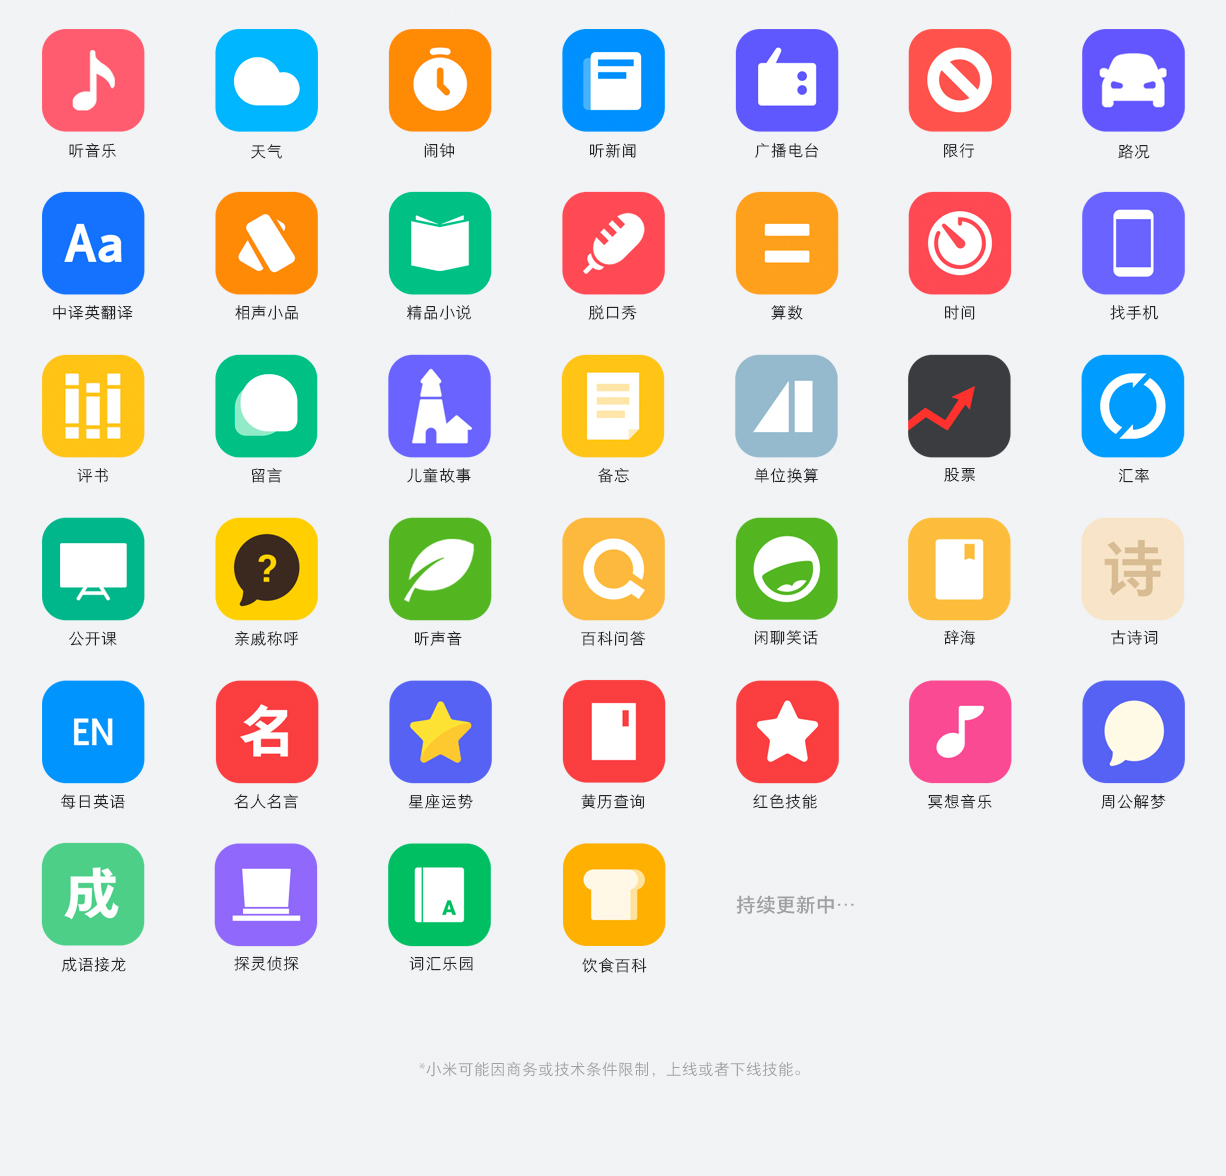 听音乐
天气
闹钟
听新闻
广播电台
限行
路况
Aa
中译英翻译
相声小品
精品小说
脱口秀
算数
时间
找手机
评书
留言
儿童故事
备忘
单位换算
股票
汇率
?
诗
公开课
亲戚称呼
听声音
百科问答
闲聊笑话
辞海
古诗词
EN
名
每日英语
名人名言
星座运势
黄历查询
红色技能
冥想音乐
周公解梦
成
A
持续更新中···
成语接龙
探灵侦探
词汇乐园
饮食百科
*小米可能因商务或技术条件限制，上线或者下线技能。